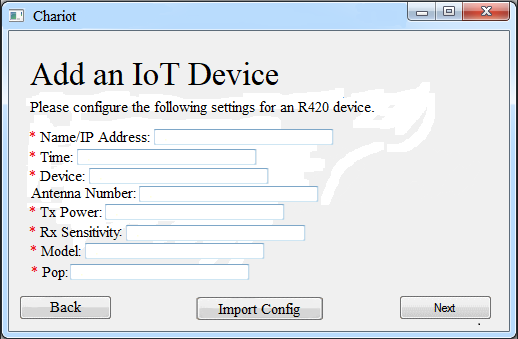 Chariot
Add an IoT Device
Please configure the following settings for an R420 device.
* Name/IP Address:
* Time:
* Device:
Antenna Number:
* Tx Power:
* Rx Sensitivity:
* Model:
* Pop:
Back Import Config Next